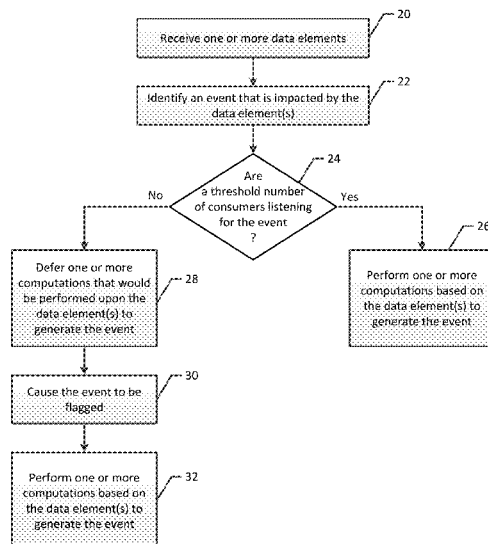 Receive one or more data elements
20
Identify an event that is impacted by the
data element(s)
22
Are
a threshold number
of consumers listening
for the event
?
24
No
Yes
Defer one or more
computations that would
be performed upon the
data element(s) to
generate the event
28
Perform one or more
computations based on
the data element(s) to
generate the event
26
Cause the event to be
flagged
30
Perform one or more
computations based on
the data element(s) to
generate the event
32